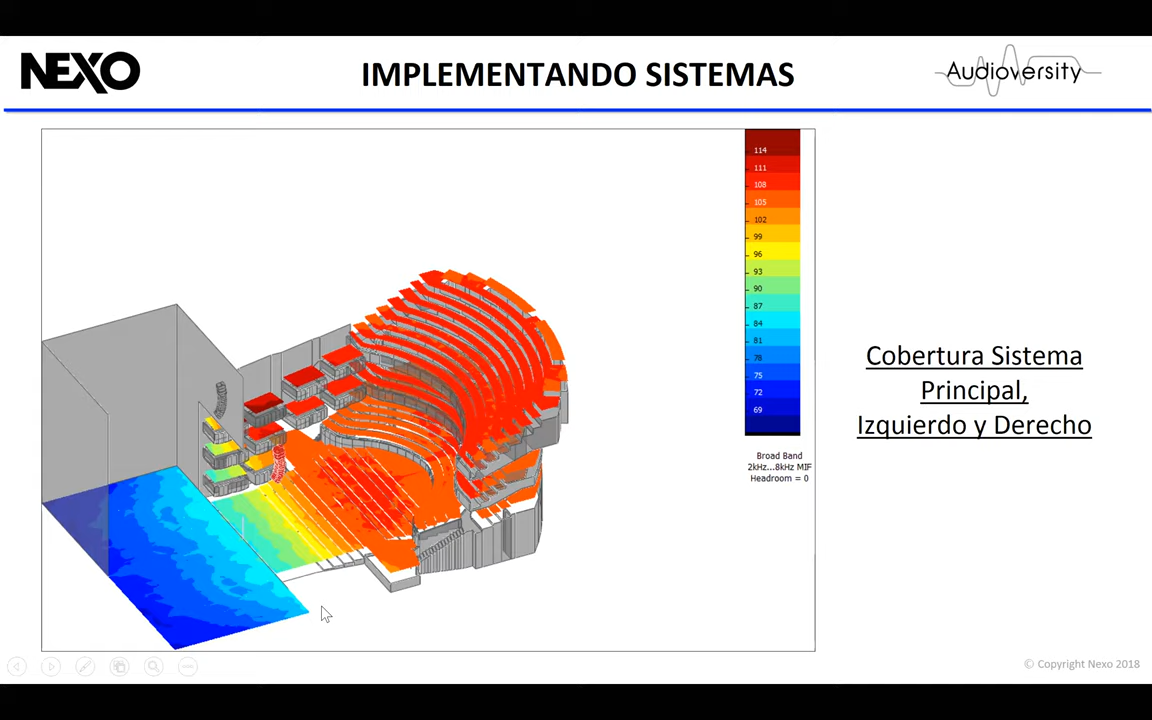 NEXO
IMPLEMENTANDO SISTEMAS
Audioversity
114
111
108
105
102
99
96
93
90
87
84
81
78
75
72
69
Broad Band
2kHz...8kHz MIF
Headroom = 0
Cobertura Sistema
Principal,
Izquierdo y Derecho
© Copyright Nexo 2018